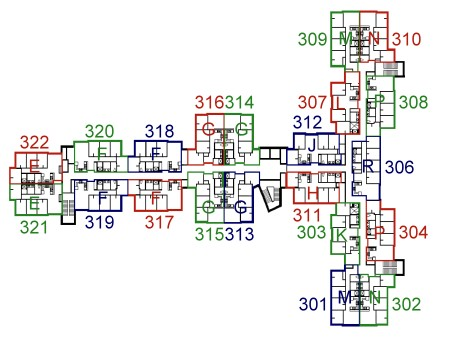 309 M N 310
316 314
307 L P 308
G G
312
320 318
J
322
F F
E
R 306
E
F F
H
321
319 317
G G
311
315 313
303 K P 304
301 M N 302